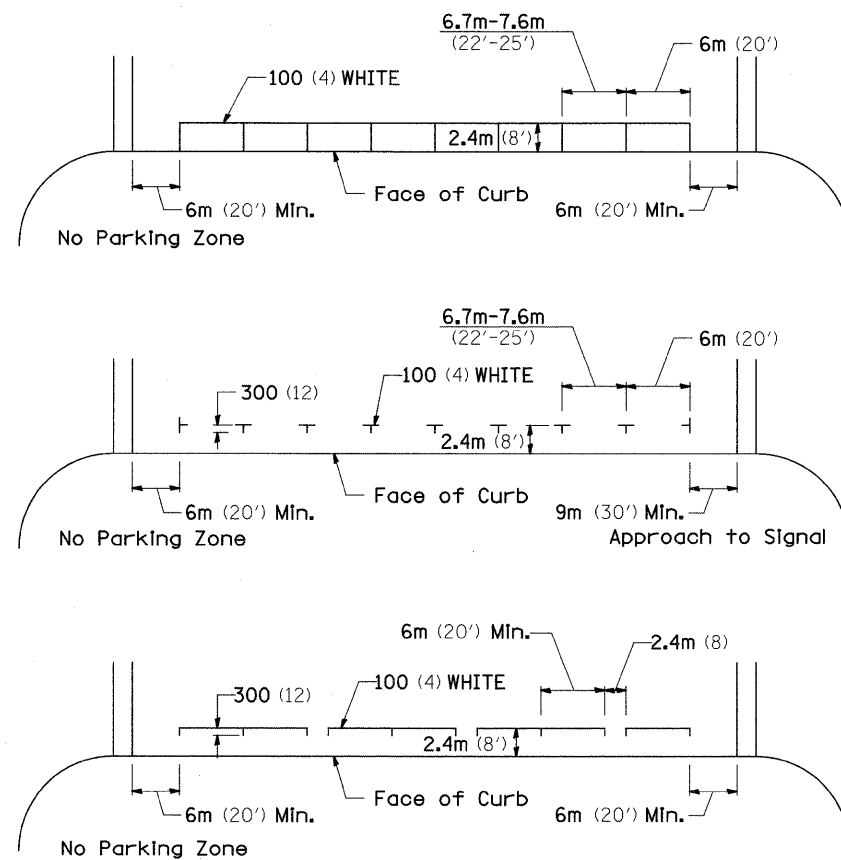 6.7m-7.6m
(22'-25')
6m (20')
100 (4) WHITE
2.4m (8')
Face of Curb
6m (20') Min.
6m (20') Min.
No Parking Zone
6.7m-7.6m
(22'-25')
6m (20')
300 (12)
100 (4) WHITE
2.4m (8')
Face of Curb
6m (20') Min.
9m (30') Min.
No Parking Zone
Approach to Signal
6m (20') Min.
2.4m (8)
300 (12)
100 (4) WHITE
2.4m (8')
Face of Curb
6m (20') Min.
6m (20') Min.
No Parking Zone